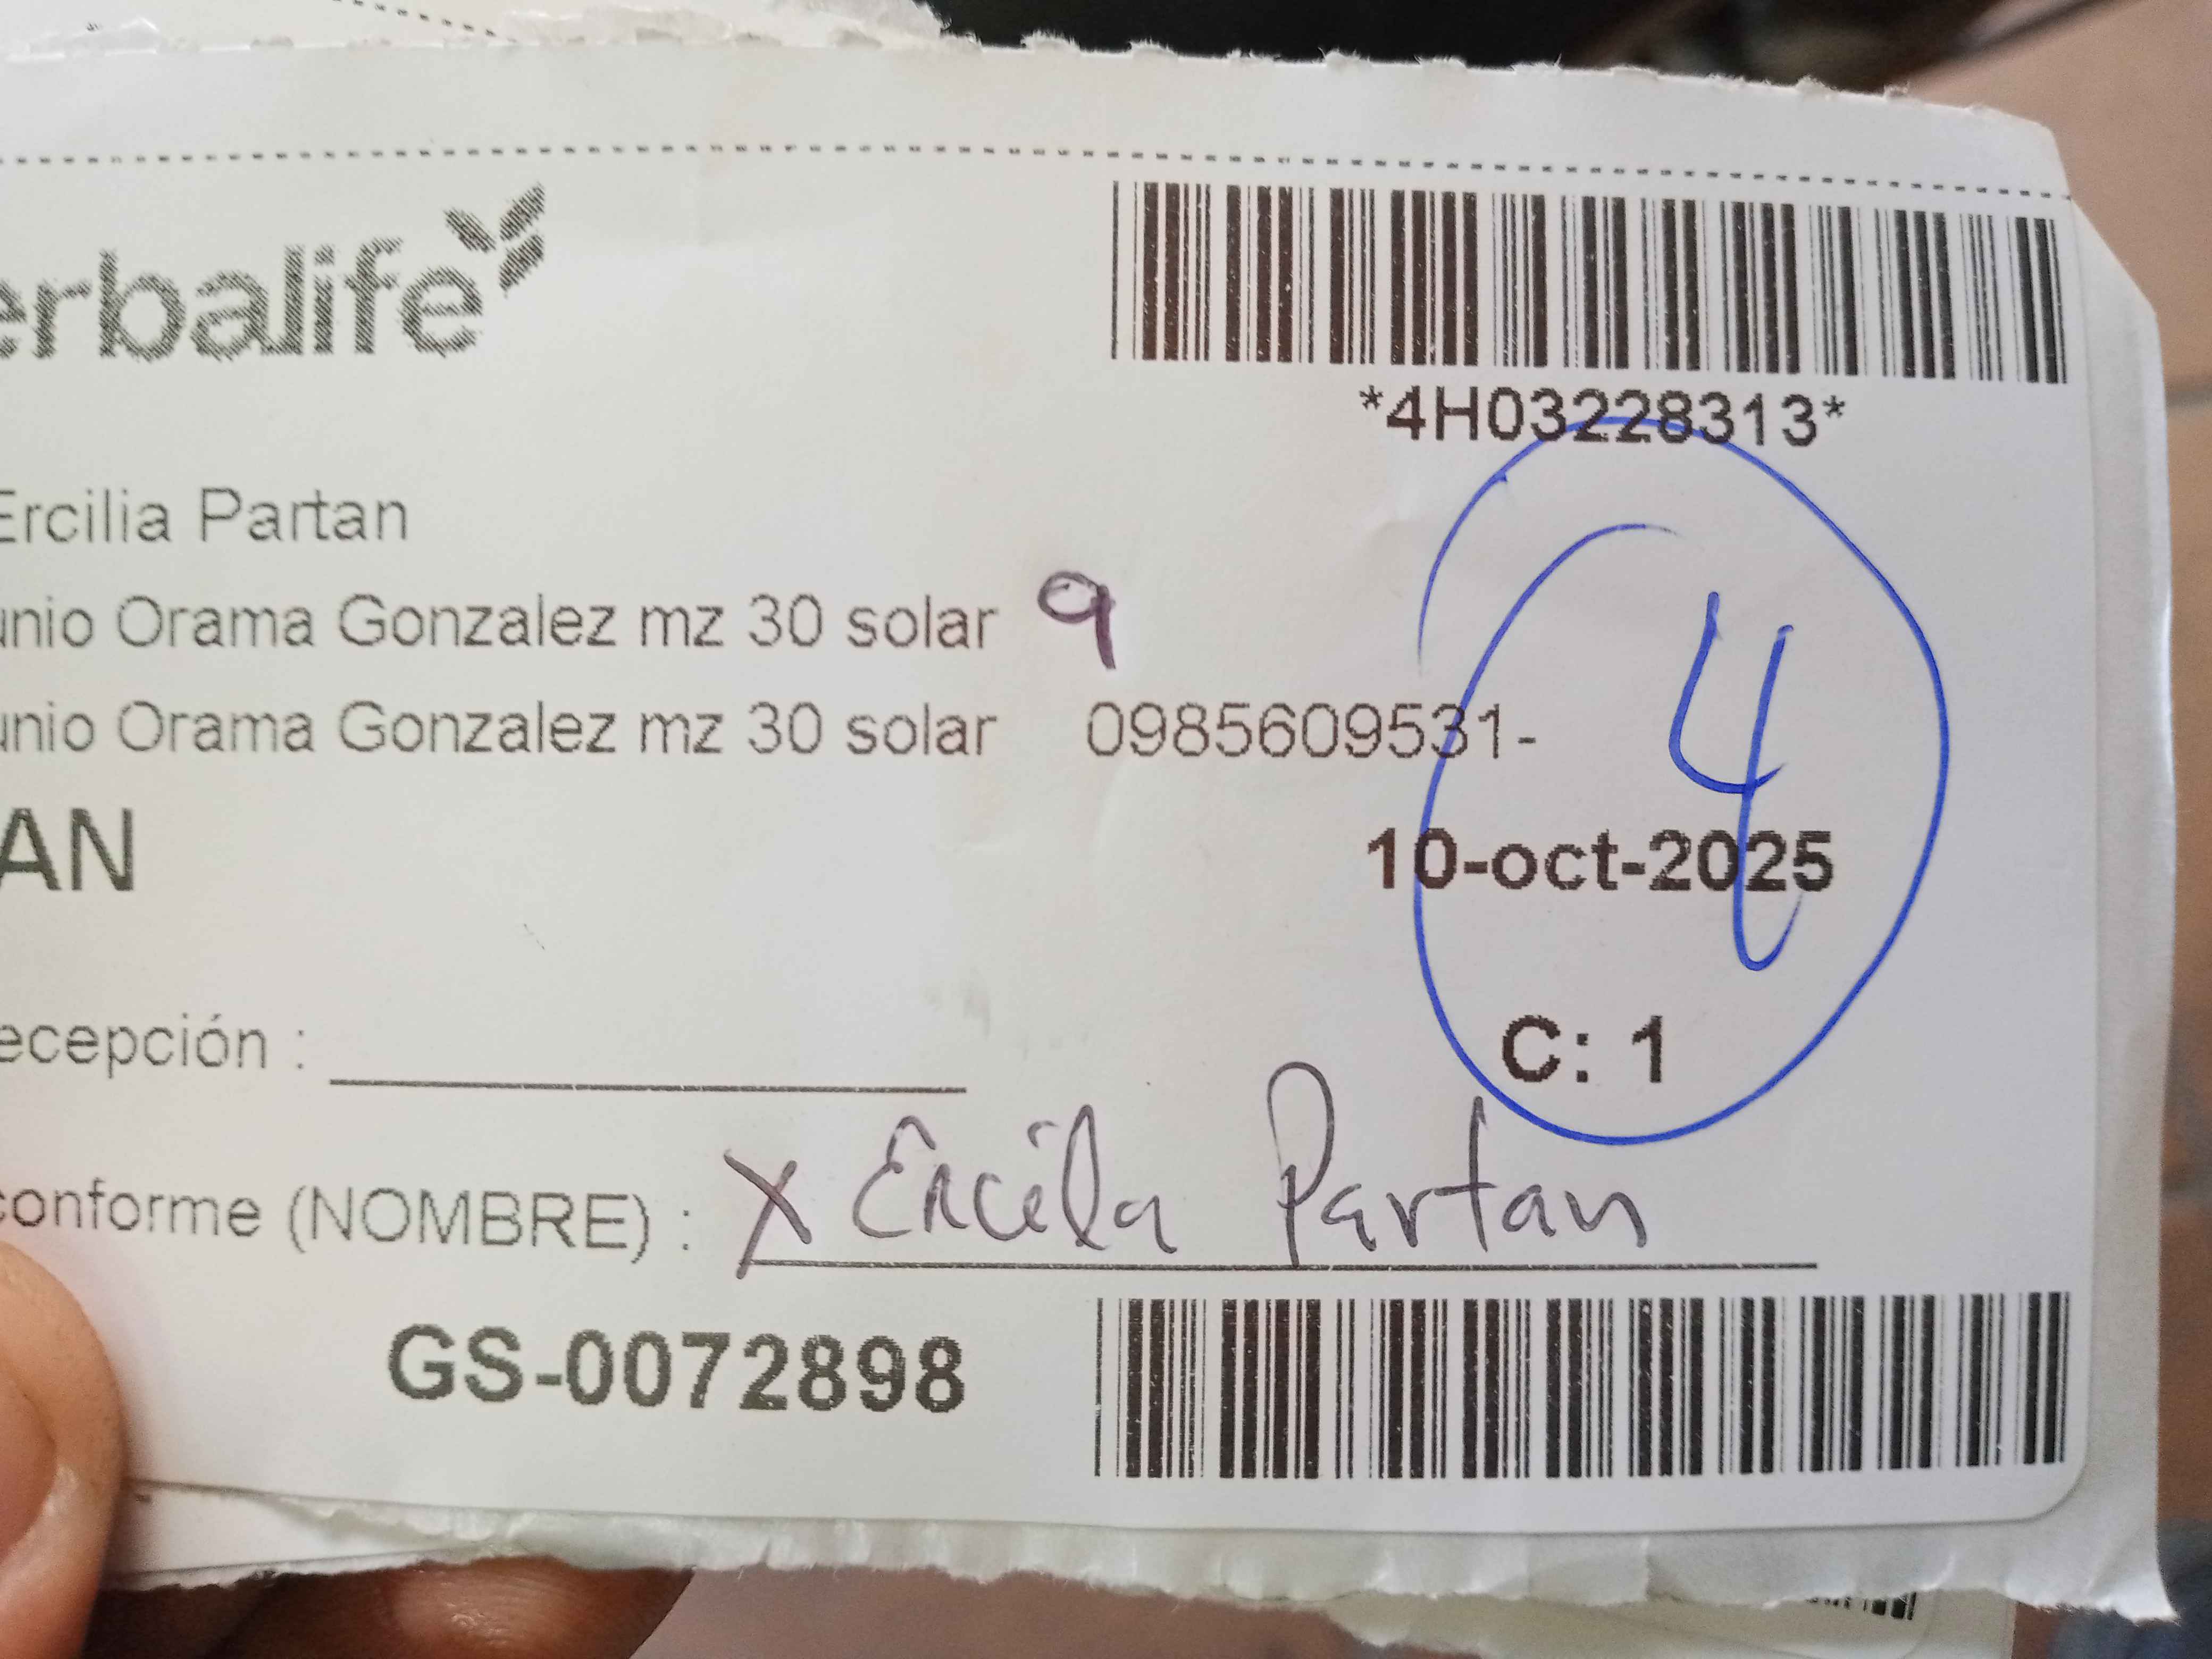 erbalife
*4H03228313*
Ercilia Partan
unio Orama Gonzalez mz 30 solar 9
unio Orama Gonzalez mz 30 solar 0985609531-
4
AN
10-oct-2025
ecepción :
C: 1
conforme (NOMBRE) : X Ercila Partan
GS-0072898